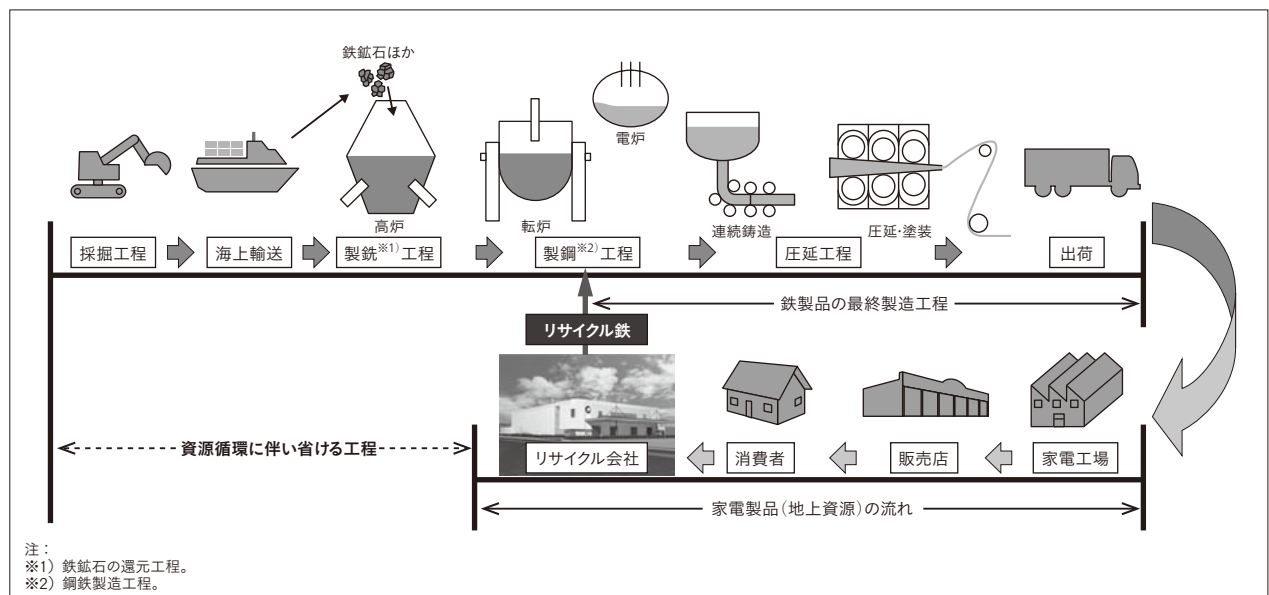 鉄鉱石ほか
電炉
高炉
転炉
連続鋳造
圧延・塗装
採掘工程
海上輸送
製銑※1)工程
製鋼※2)工程
圧延工程
出荷
鉄製品の最終製造工程
リサイクル鉄
資源循環に伴い省ける工程
リサイクル会社
消費者
販売店
家電工場
家電製品(地上資源)の流れ
注:
※1) 鉄鉱石の還元工程。
※2) 鋼鉄製造工程。